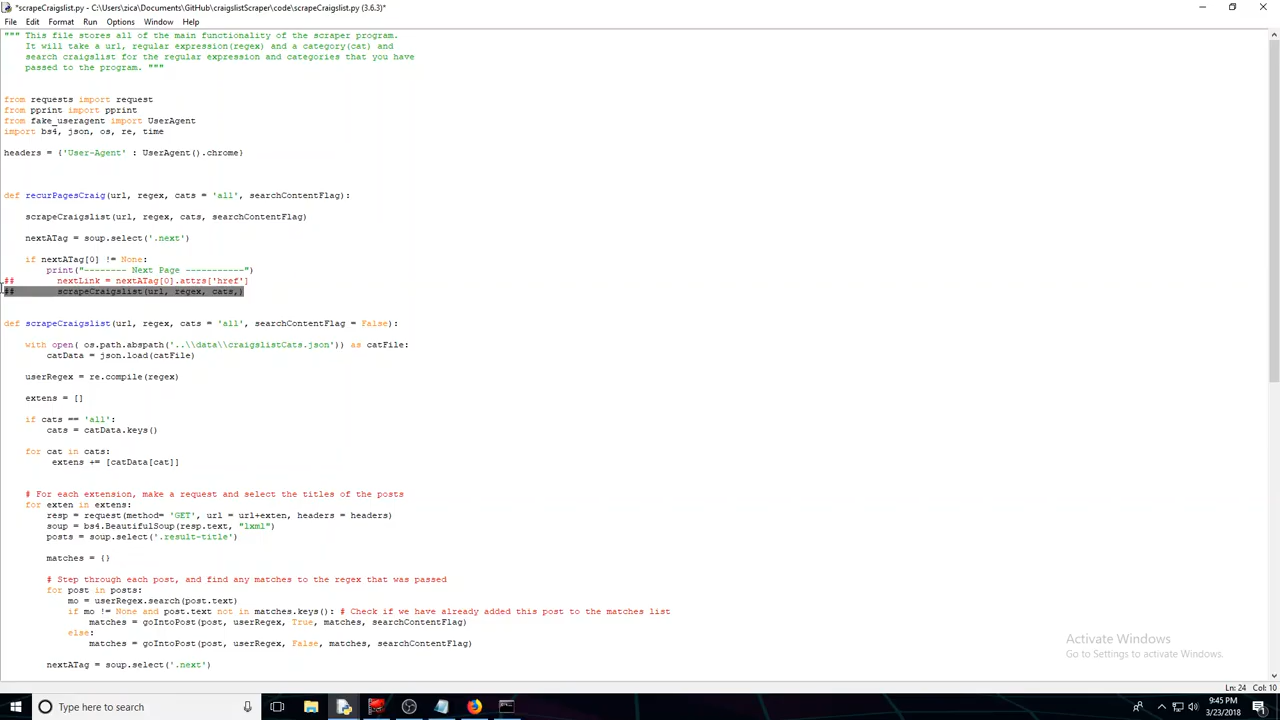 *scrapeCraigslist.py - C:\Users\zica\Documents\GitHub\craigslistScraper\code\scrapeCraigslist.py (3.6.3)*
File Edit Format Run Options Window Help
""" This file stores all of the main functionality of the scraper program.
    It will take a url, regular expression(regex) and a category(cat) and
    search craigslist for the regular expression and categories that you have
    passed to the program. """
from requests import request
from pprint import pprint
from fake_useragent import UserAgent
import bs4, json, os, re, time
headers = {'User-Agent' : UserAgent().chrome}
def recurPagesCraig(url, regex, cats = 'all', searchContentFlag):
    scrapeCraigslist(url, regex, cats, searchContentFlag)
    nextATag = soup.select('.next')
    if nextATag[0] != None:
        print("-------- Next Page -----------")
##        nextLink = nextATag[0].attrs['href']
##        scrapeCraigslist(url, regex, cats,)
def scrapeCraigslist(url, regex, cats = 'all', searchContentFlag = False):
    with open( os.path.abspath('..\\data\\craigslistCats.json')) as catFile:
        catData = json.load(catFile)
    userRegex = re.compile(regex)
    extens = []
    if cats == 'all':
        cats = catData.keys()
    for cat in cats:
         extens += [catData[cat]]
    # For each extension, make a request and select the titles of the posts
    for exten in extens:
        resp = request(method= 'GET', url = url+exten, headers = headers)
        soup = bs4.BeautifulSoup(resp.text, "lxml")
        posts = soup.select('.result-title')
        matches = {}
        # Step through each post, and find any matches to the regex that was passed
        for post in posts:
            mo = userRegex.search(post.text)
            if mo != None and post.text not in matches.keys(): # Check if we have already added this post to the matches list
                matches = goIntoPost(post, userRegex, True, matches, searchContentFlag)
            else:
                matches = goIntoPost(post, userRegex, False, matches, searchContentFlag)
        nextATag = soup.select('.next')
Activate Windows
Go to Settings to activate Windows.
Ln: 24 Col: 10
Type here to search
9:45 PM
3/23/2018